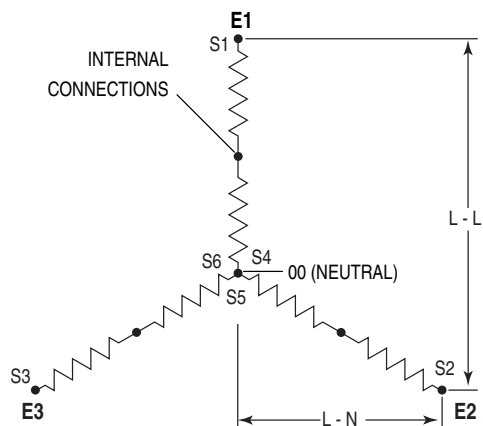 E1
S1
INTERNAL
CONNECTIONS
L - L
S6
S4
00 (NEUTRAL)
S5
S3
S2
E3
E2
L - N